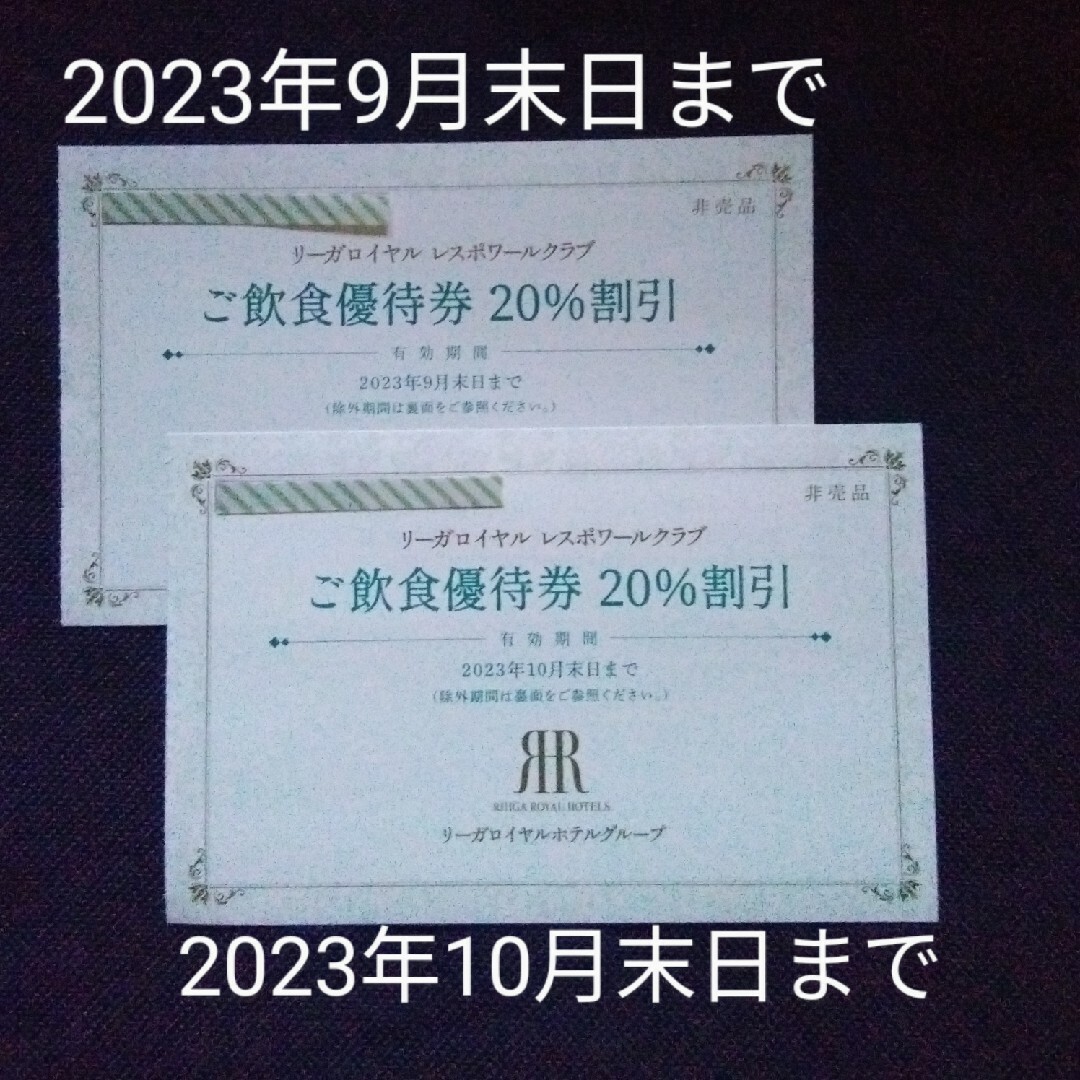 2023年9月末日まで
非売品
リーガロイヤル レスポワールクラブ
ご飲食優待券 20%割引
有効期間
2023年9月末日まで
(除外期間は裏面をご参照ください。)
非売品
リーガロイヤル レスポワールクラブ
ご飲食優待券 20%割引
有効期間
2023年10月末日まで
(除外期間は裏面をご参照ください。)
RIHGA ROYAL HOTELS
リーガロイヤルホテルグループ
2023年10月末日まで